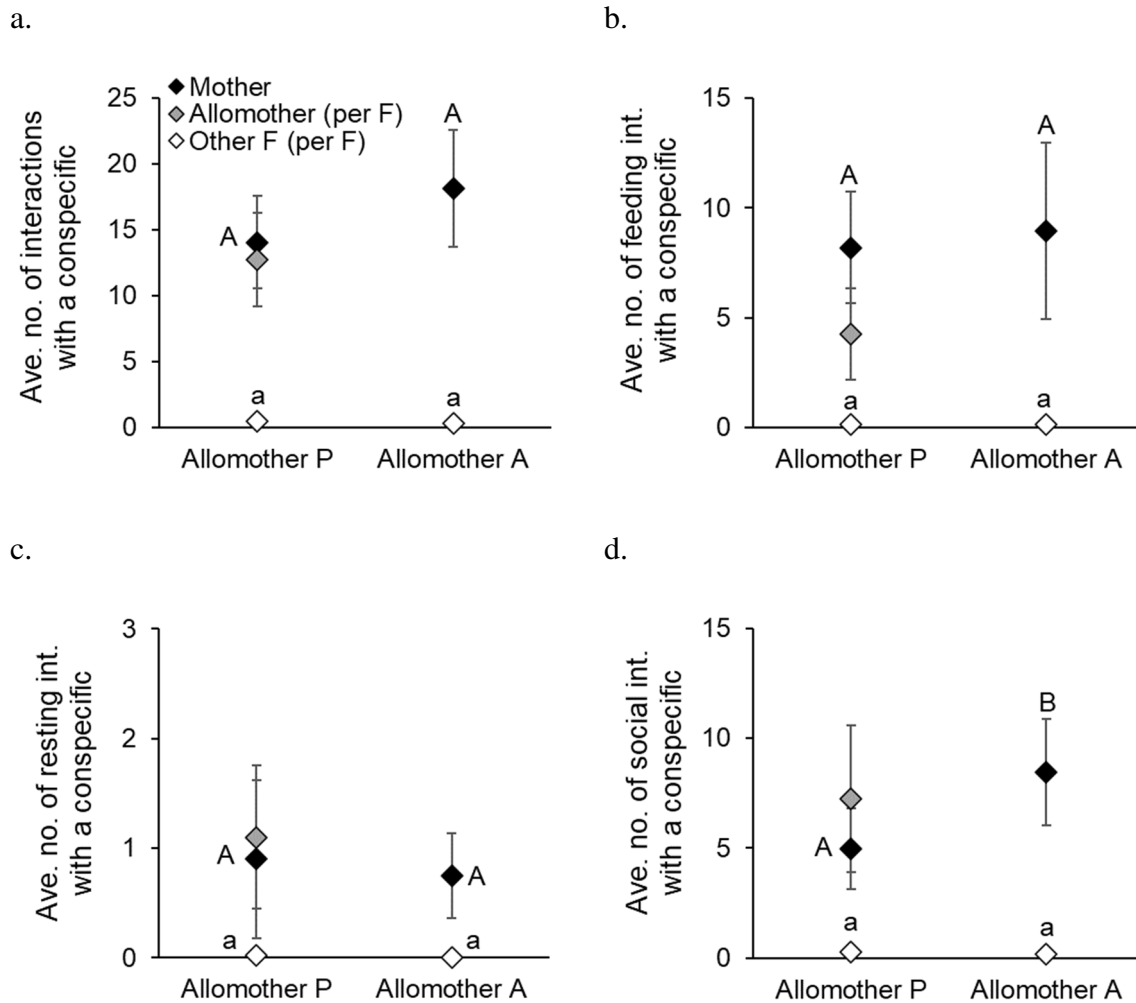 a.
Ave. no. of interactions
with a conspecific
25
20
15
10
5
0
Mother
Allomother (per F)
Other F (per F)
A
A
a
a
Allomother P
Allomother A
b.
Ave. no. of feeding int.
with a conspecific
15
10
5
0
A
A
a
a
Allomother P
Allomother A
c.
Ave. no. of resting int.
with a conspecific
3
2
1
0
A
A
a
a
Allomother P
Allomother A
d.
Ave. no. of social int.
with a conspecific
15
10
5
0
B
A
a
a
Allomother P
Allomother A